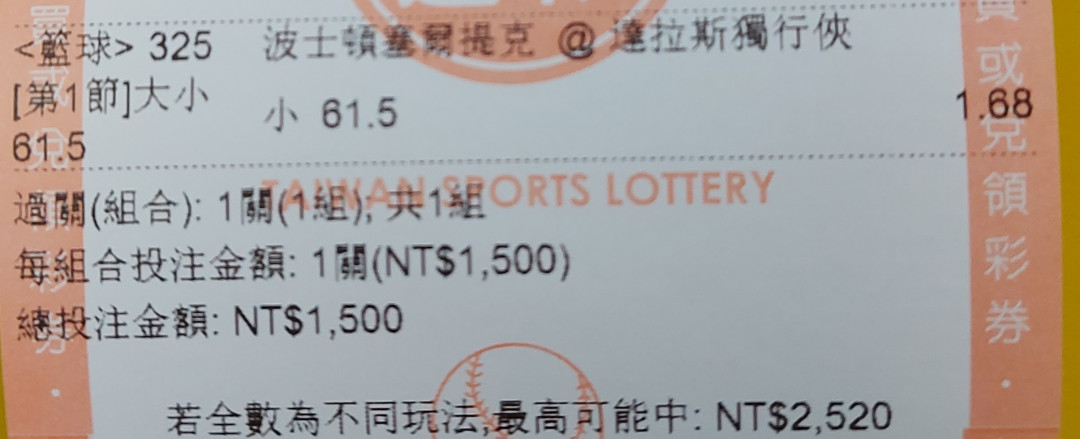 <籃球> 325 波士頓塞爾提克 @ 達拉斯獨行俠
[第1節]大小 小 61.5 1.68
61.5
TAIWAN SPORTS LOTTERY
過關(組合): 1關(1組), 共1組
每組合投注金額: 1關(NT$1,500)
總投注金額: NT$1,500
若全數為不同玩法,最高可能中: NT$2,520
或兌領彩券.